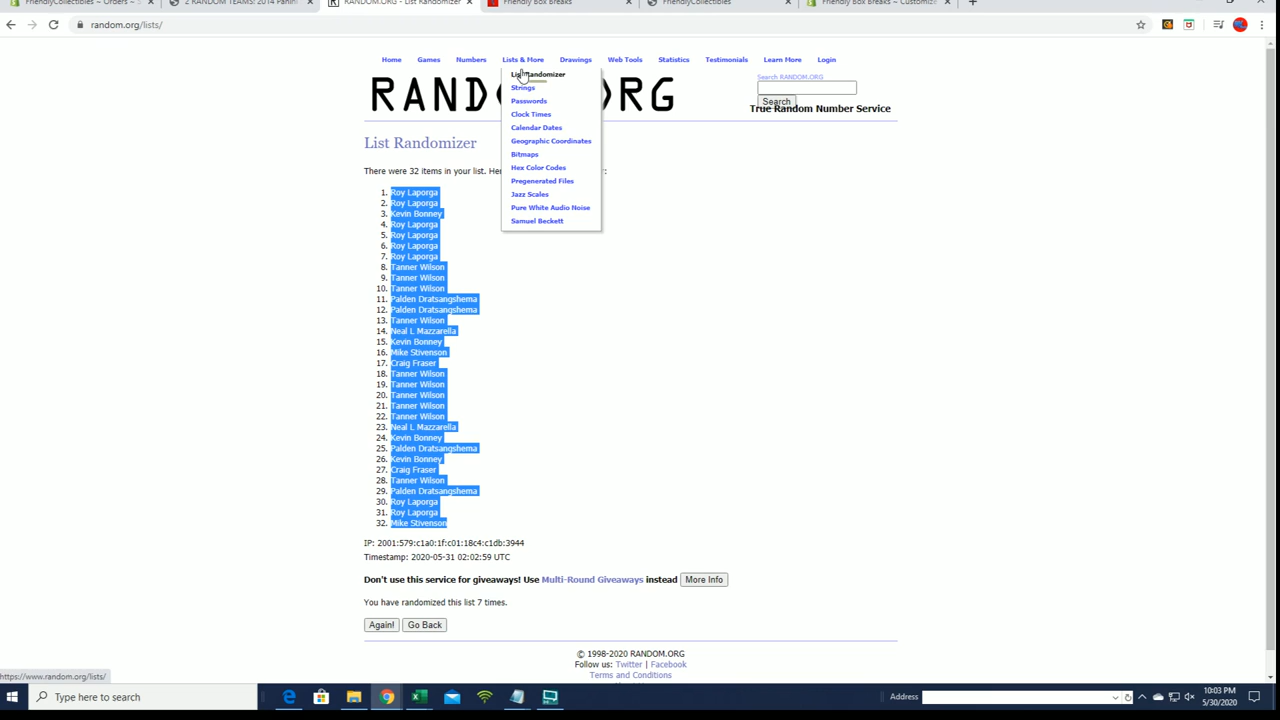 FriendlyCollectibles ~ Orders ~ S
2 RANDOM TEAMS: 2014 Panini
RANDOM.ORG - List Randomizer
Friendly Box Breaks
FriendlyCollectibles
Friendly Box Breaks ~ Customize
random.org/lists/
Home Games Numbers Lists & More Drawings Web Tools Statistics Testimonials Learn More Login
List Randomizer
Strings
Passwords
Clock Times
Calendar Dates
Geographic Coordinates
Bitmaps
Hex Color Codes
Pregenerated Files
Jazz Scales
Pure White Audio Noise
Samuel Beckett
Search RANDOM.ORG
Search
True Random Number Service
List Randomizer
There were 32 items in your list. Her
1. Roy Laporga
2. Roy Laporga
3. Kevin Bonney
4. Roy Laporga
5. Roy Laporga
6. Roy Laporga
7. Roy Laporga
8. Tanner Wilson
9. Tanner Wilson
10. Tanner Wilson
11. Palden Dratsangshema
12. Palden Dratsangshema
13. Tanner Wilson
14. Neal L Mazzarella
15. Kevin Bonney
16. Mike Stivenson
17. Craig Fraser
18. Tanner Wilson
19. Tanner Wilson
20. Tanner Wilson
21. Tanner Wilson
22. Tanner Wilson
23. Neal L Mazzarella
24. Kevin Bonney
25. Palden Dratsangshema
26. Kevin Bonney
27. Craig Fraser
28. Tanner Wilson
29. Palden Dratsangshema
30. Roy Laporga
31. Roy Laporga
32. Mike Stivenson
IP: 2001:579:c1a0:1f:c01:18c4:c1db:3944
Timestamp: 2020-05-31 02:02:59 UTC
Don't use this service for giveaways! Use Multi-Round Giveaways instead More Info
You have randomized this list 7 times.
Again! Go Back
© 1998-2020 RANDOM.ORG
Follow us: Twitter | Facebook
Terms and Conditions
https://www.random.org/lists/
Type here to search
Address
10:03 PM
5/30/2020